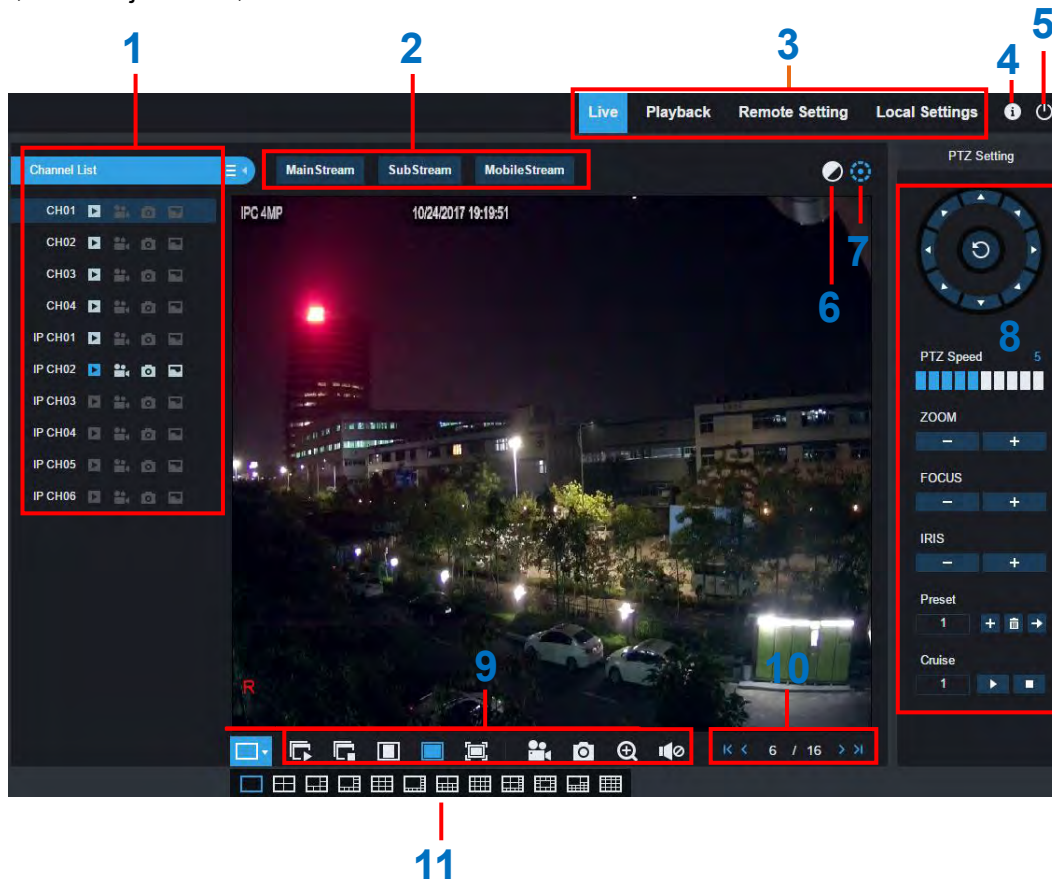 1
2
3
4
5
Live Playback Remote Setting Local Settings
Channel List
MainStream SubStream MobileStream
PTZ Setting
CH01
CH02
CH03
CH04
IP CH01
IP CH02
IP CH03
IP CH04
IP CH05
IP CH06
IPC 4MP 10/24/2017 19:19:51
6
7
8
PTZ Speed 5
ZOOM
- +
FOCUS
- +
IRIS
- +
Preset
1 +
Cruise
1
R
9
10
6 / 16
11